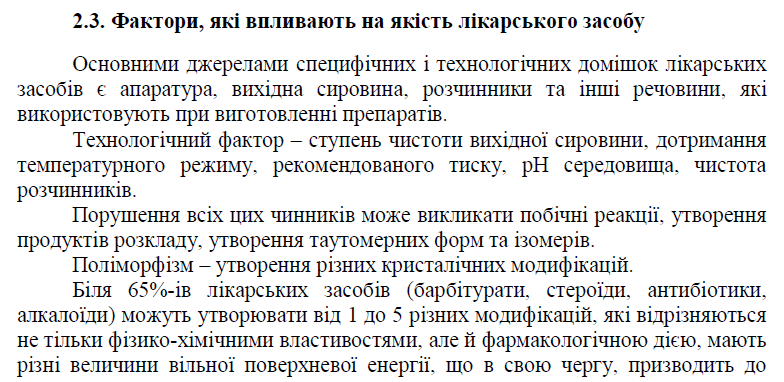 2.3. Фактори, які впливають на якість лікарського засобу
Основними джерелами специфічних і технологічних домішок лікарських
засобів є апаратура, вихідна сировина, розчинники та інші речовини, які
використовують при виготовленні препаратів.
Технологічний фактор – ступень чистоти вихідної сировини, дотримання
температурного режиму, рекомендованого тиску, рН середовища, чистота
розчинників.
Порушення всіх цих чинників може викликати побічні реакції, утворення
продуктів розкладу, утворення таутомерних форм та ізомерів.
Поліморфізм – утворення різних кристалічних модифікацій.
Біля 65%-ів лікарських засобів (барбітурати, стероїди, антибіотики,
алкалоїди) можуть утворювати від 1 до 5 різних модифікацій, які відрізняються
не тільки фізико-хімічними властивостями, але й фармакологічною дією, мають
різні величини вільної поверхневої енергії, що в свою чергу, призводить до